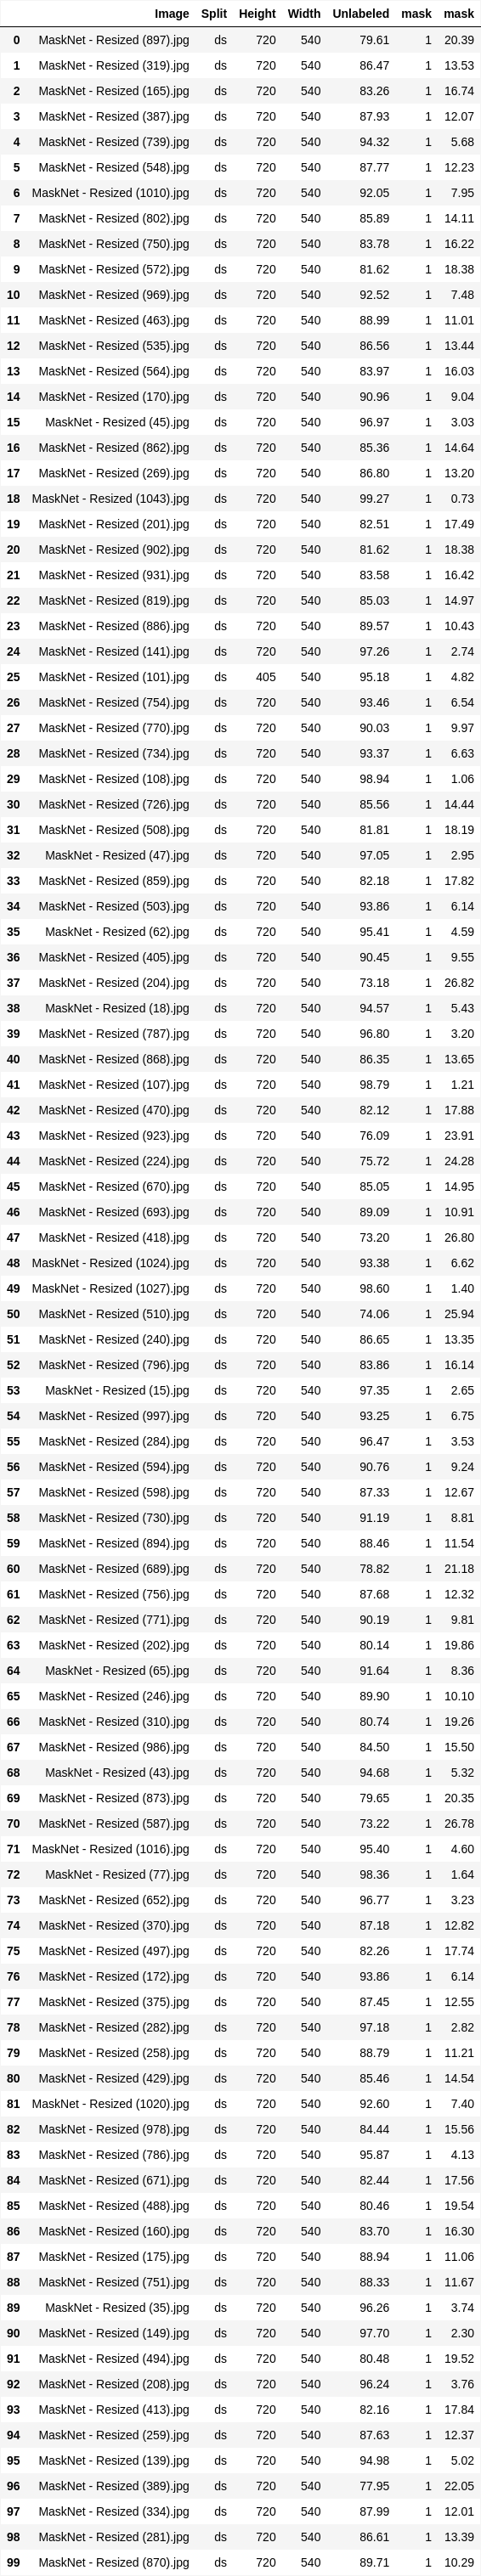 Image Split Height Width Unlabeled mask mask
0 MaskNet - Resized (897).jpg ds 720 540 79.61 1 20.39
1 MaskNet - Resized (319).jpg ds 720 540 86.47 1 13.53
2 MaskNet - Resized (165).jpg ds 720 540 83.26 1 16.74
3 MaskNet - Resized (387).jpg ds 720 540 87.93 1 12.07
4 MaskNet - Resized (739).jpg ds 720 540 94.32 1 5.68
5 MaskNet - Resized (548).jpg ds 720 540 87.77 1 12.23
6 MaskNet - Resized (1010).jpg ds 720 540 92.05 1 7.95
7 MaskNet - Resized (802).jpg ds 720 540 85.89 1 14.11
8 MaskNet - Resized (750).jpg ds 720 540 83.78 1 16.22
9 MaskNet - Resized (572).jpg ds 720 540 81.62 1 18.38
10 MaskNet - Resized (969).jpg ds 720 540 92.52 1 7.48
11 MaskNet - Resized (463).jpg ds 720 540 88.99 1 11.01
12 MaskNet - Resized (535).jpg ds 720 540 86.56 1 13.44
13 MaskNet - Resized (564).jpg ds 720 540 83.97 1 16.03
14 MaskNet - Resized (170).jpg ds 720 540 90.96 1 9.04
15 MaskNet - Resized (45).jpg ds 720 540 96.97 1 3.03
16 MaskNet - Resized (862).jpg ds 720 540 85.36 1 14.64
17 MaskNet - Resized (269).jpg ds 720 540 86.80 1 13.20
18 MaskNet - Resized (1043).jpg ds 720 540 99.27 1 0.73
19 MaskNet - Resized (201).jpg ds 720 540 82.51 1 17.49
20 MaskNet - Resized (902).jpg ds 720 540 81.62 1 18.38
21 MaskNet - Resized (931).jpg ds 720 540 83.58 1 16.42
22 MaskNet - Resized (819).jpg ds 720 540 85.03 1 14.97
23 MaskNet - Resized (886).jpg ds 720 540 89.57 1 10.43
24 MaskNet - Resized (141).jpg ds 720 540 97.26 1 2.74
25 MaskNet - Resized (101).jpg ds 405 540 95.18 1 4.82
26 MaskNet - Resized (754).jpg ds 720 540 93.46 1 6.54
27 MaskNet - Resized (770).jpg ds 720 540 90.03 1 9.97
28 MaskNet - Resized (734).jpg ds 720 540 93.37 1 6.63
29 MaskNet - Resized (108).jpg ds 720 540 98.94 1 1.06
30 MaskNet - Resized (726).jpg ds 720 540 85.56 1 14.44
31 MaskNet - Resized (508).jpg ds 720 540 81.81 1 18.19
32 MaskNet - Resized (47).jpg ds 720 540 97.05 1 2.95
33 MaskNet - Resized (859).jpg ds 720 540 82.18 1 17.82
34 MaskNet - Resized (503).jpg ds 720 540 93.86 1 6.14
35 MaskNet - Resized (62).jpg ds 720 540 95.41 1 4.59
36 MaskNet - Resized (405).jpg ds 720 540 90.45 1 9.55
37 MaskNet - Resized (204).jpg ds 720 540 73.18 1 26.82
38 MaskNet - Resized (18).jpg ds 720 540 94.57 1 5.43
39 MaskNet - Resized (787).jpg ds 720 540 96.80 1 3.20
40 MaskNet - Resized (868).jpg ds 720 540 86.35 1 13.65
41 MaskNet - Resized (107).jpg ds 720 540 98.79 1 1.21
42 MaskNet - Resized (470).jpg ds 720 540 82.12 1 17.88
43 MaskNet - Resized (923).jpg ds 720 540 76.09 1 23.91
44 MaskNet - Resized (224).jpg ds 720 540 75.72 1 24.28
45 MaskNet - Resized (670).jpg ds 720 540 85.05 1 14.95
46 MaskNet - Resized (693).jpg ds 720 540 89.09 1 10.91
47 MaskNet - Resized (418).jpg ds 720 540 73.20 1 26.80
48 MaskNet - Resized (1024).jpg ds 720 540 93.38 1 6.62
49 MaskNet - Resized (1027).jpg ds 720 540 98.60 1 1.40
50 MaskNet - Resized (510).jpg ds 720 540 74.06 1 25.94
51 MaskNet - Resized (240).jpg ds 720 540 86.65 1 13.35
52 MaskNet - Resized (796).jpg ds 720 540 83.86 1 16.14
53 MaskNet - Resized (15).jpg ds 720 540 97.35 1 2.65
54 MaskNet - Resized (997).jpg ds 720 540 93.25 1 6.75
55 MaskNet - Resized (284).jpg ds 720 540 96.47 1 3.53
56 MaskNet - Resized (594).jpg ds 720 540 90.76 1 9.24
57 MaskNet - Resized (598).jpg ds 720 540 87.33 1 12.67
58 MaskNet - Resized (730).jpg ds 720 540 91.19 1 8.81
59 MaskNet - Resized (894).jpg ds 720 540 88.46 1 11.54
60 MaskNet - Resized (689).jpg ds 720 540 78.82 1 21.18
61 MaskNet - Resized (756).jpg ds 720 540 87.68 1 12.32
62 MaskNet - Resized (771).jpg ds 720 540 90.19 1 9.81
63 MaskNet - Resized (202).jpg ds 720 540 80.14 1 19.86
64 MaskNet - Resized (65).jpg ds 720 540 91.64 1 8.36
65 MaskNet - Resized (246).jpg ds 720 540 89.90 1 10.10
66 MaskNet - Resized (310).jpg ds 720 540 80.74 1 19.26
67 MaskNet - Resized (986).jpg ds 720 540 84.50 1 15.50
68 MaskNet - Resized (43).jpg ds 720 540 94.68 1 5.32
69 MaskNet - Resized (873).jpg ds 720 540 79.65 1 20.35
70 MaskNet - Resized (587).jpg ds 720 540 73.22 1 26.78
71 MaskNet - Resized (1016).jpg ds 720 540 95.40 1 4.60
72 MaskNet - Resized (77).jpg ds 720 540 98.36 1 1.64
73 MaskNet - Resized (652).jpg ds 720 540 96.77 1 3.23
74 MaskNet - Resized (370).jpg ds 720 540 87.18 1 12.82
75 MaskNet - Resized (497).jpg ds 720 540 82.26 1 17.74
76 MaskNet - Resized (172).jpg ds 720 540 93.86 1 6.14
77 MaskNet - Resized (375).jpg ds 720 540 87.45 1 12.55
78 MaskNet - Resized (282).jpg ds 720 540 97.18 1 2.82
79 MaskNet - Resized (258).jpg ds 720 540 88.79 1 11.21
80 MaskNet - Resized (429).jpg ds 720 540 85.46 1 14.54
81 MaskNet - Resized (1020).jpg ds 720 540 92.60 1 7.40
82 MaskNet - Resized (978).jpg ds 720 540 84.44 1 15.56
83 MaskNet - Resized (786).jpg ds 720 540 95.87 1 4.13
84 MaskNet - Resized (671).jpg ds 720 540 82.44 1 17.56
85 MaskNet - Resized (488).jpg ds 720 540 80.46 1 19.54
86 MaskNet - Resized (160).jpg ds 720 540 83.70 1 16.30
87 MaskNet - Resized (175).jpg ds 720 540 88.94 1 11.06
88 MaskNet - Resized (751).jpg ds 720 540 88.33 1 11.67
89 MaskNet - Resized (35).jpg ds 720 540 96.26 1 3.74
90 MaskNet - Resized (149).jpg ds 720 540 97.70 1 2.30
91 MaskNet - Resized (494).jpg ds 720 540 80.48 1 19.52
92 MaskNet - Resized (208).jpg ds 720 540 96.24 1 3.76
93 MaskNet - Resized (413).jpg ds 720 540 82.16 1 17.84
94 MaskNet - Resized (259).jpg ds 720 540 87.63 1 12.37
95 MaskNet - Resized (139).jpg ds 720 540 94.98 1 5.02
96 MaskNet - Resized (389).jpg ds 720 540 77.95 1 22.05
97 MaskNet - Resized (334).jpg ds 720 540 87.99 1 12.01
98 MaskNet - Resized (281).jpg ds 720 540 86.61 1 13.39
99 MaskNet - Resized (870).jpg ds 720 540 89.71 1 10.29